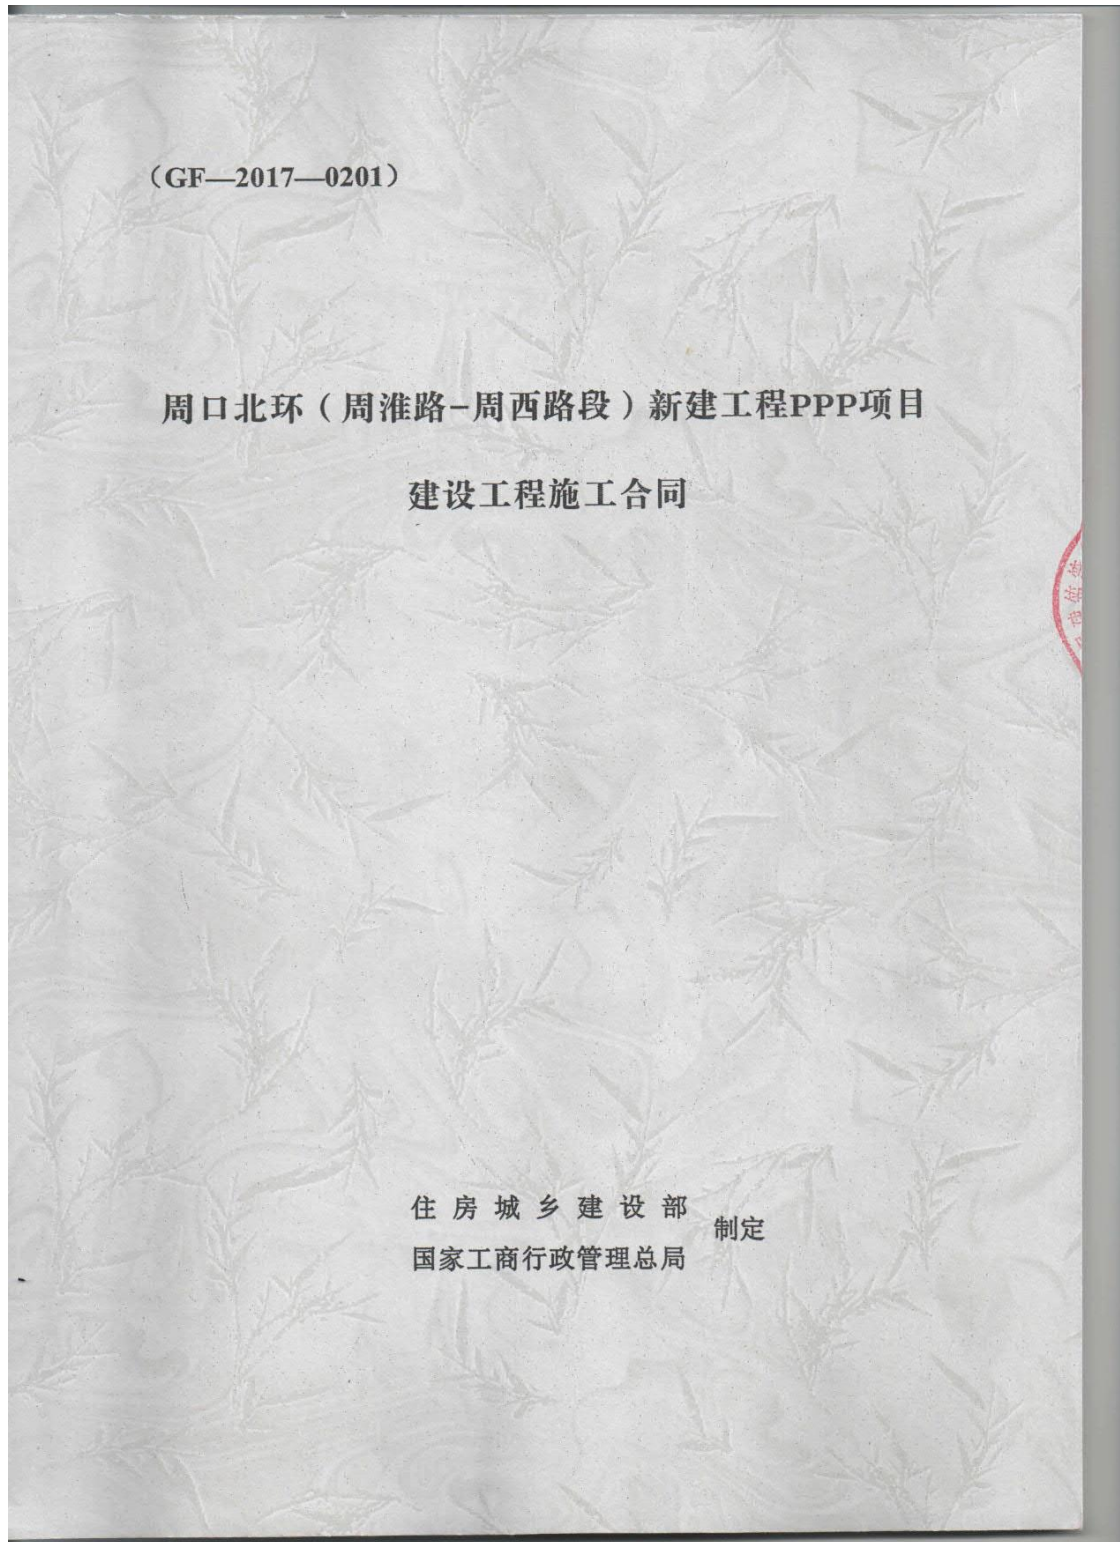 （GF—2017—0201）
周口北环（周淮路-周西路段）新建工程PPP项目
建设工程施工合同
住房城乡建设部
制定
国家工商行政管理总局